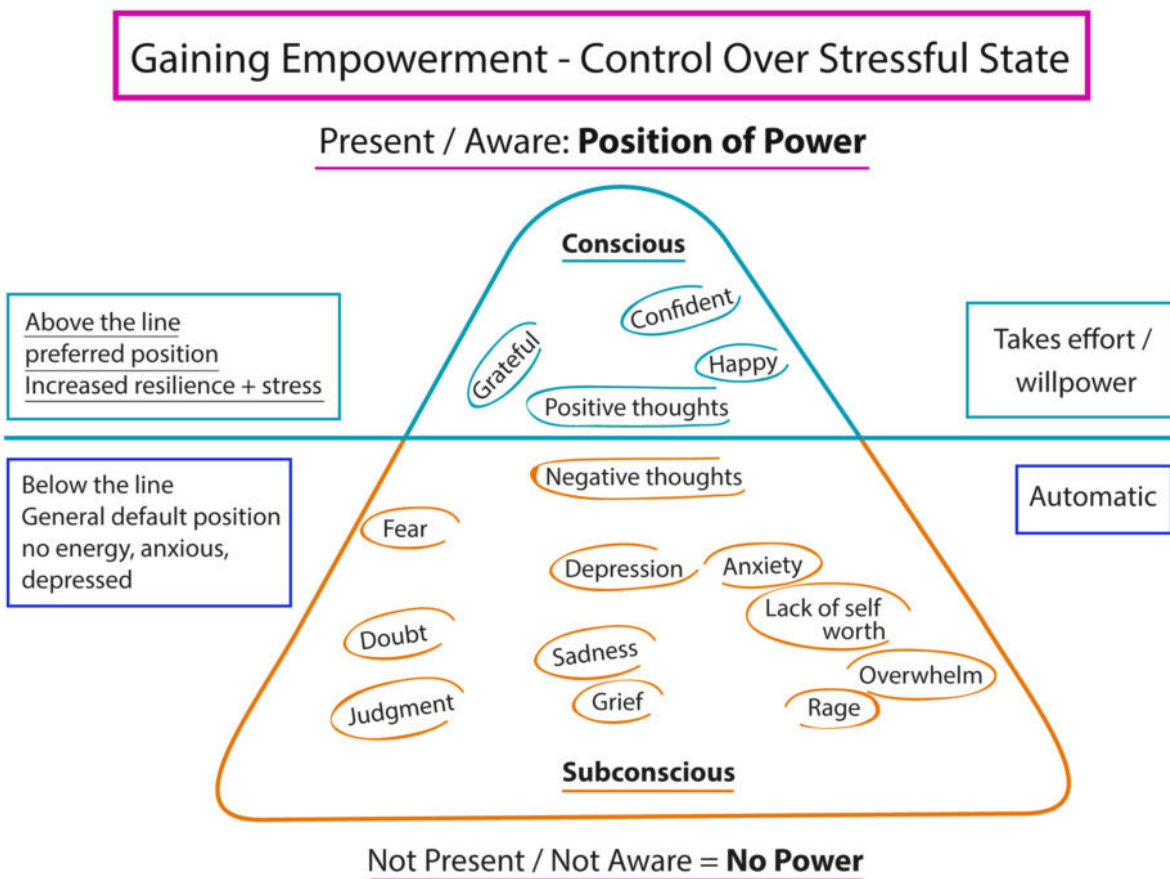 Gaining Empowerment - Control Over Stressful State
Present / Aware: Position of Power
Conscious
Confident
Grateful
Happy
Positive thoughts
Above the line
preferred position
Increased resilience + stress
Takes effort /
willpower
Below the line
General default position
no energy, anxious,
depressed
Automatic
Negative thoughts
Fear
Depression
Anxiety
Lack of self
worth
Doubt
Sadness
Overwhelm
Judgment
Grief
Rage
Subconscious
Not Present / Not Aware = No Power